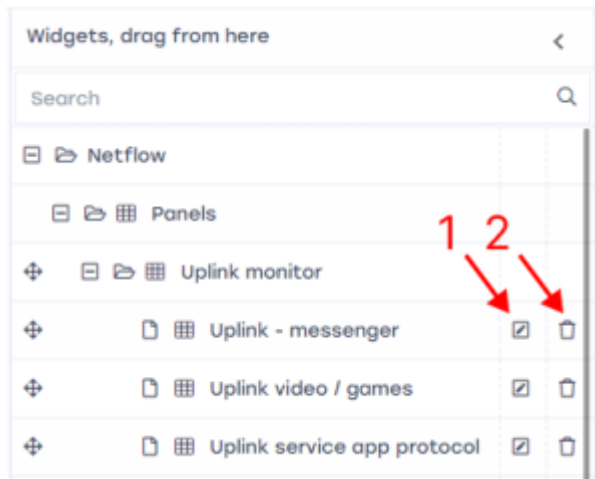 Widgets, drag from here
Search
Netflow
Panels
1 2
Uplink monitor
Uplink - messenger
Uplink video / games
Uplink service app protocol